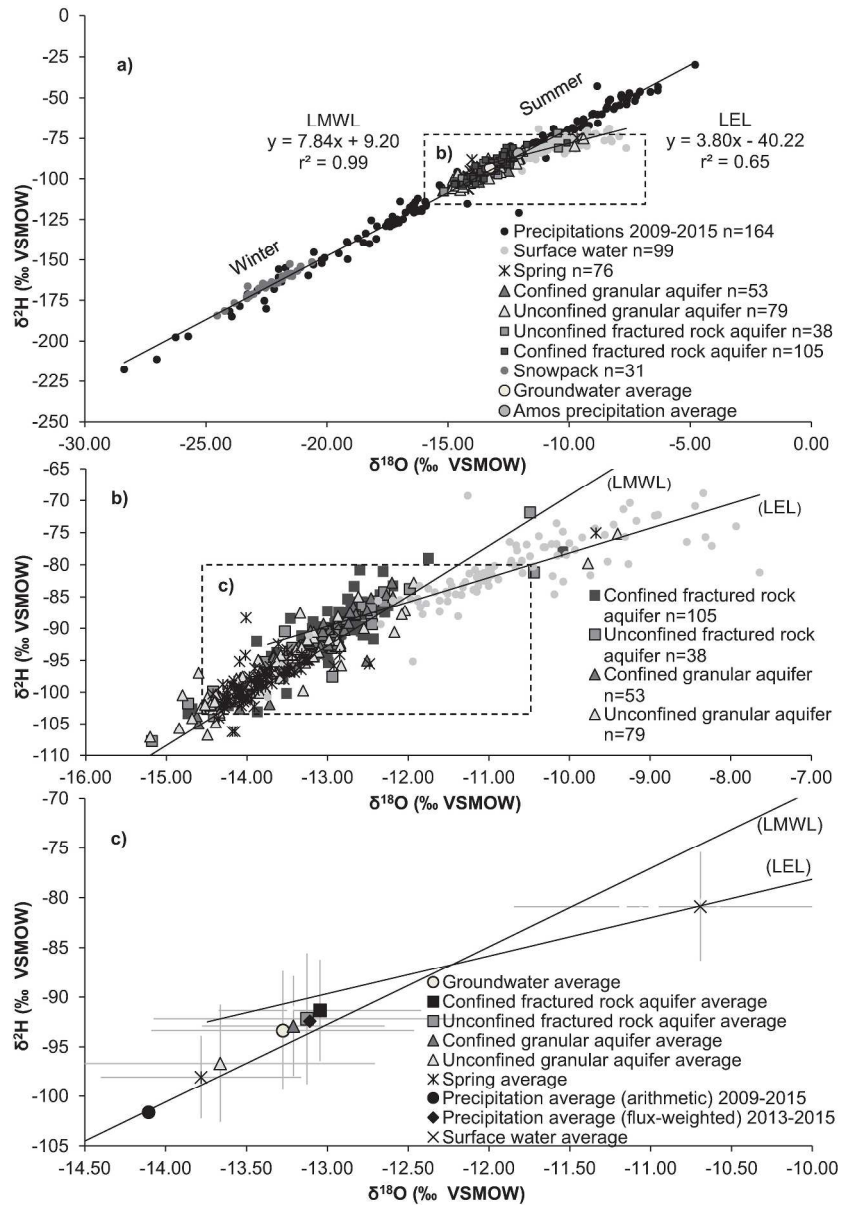 0
-25
-50
-75
-100
-125
-150
-175
-200
-225
-250
δ²H (‰ VSMOW)
a)
LMWL
y = 7.84x + 9.20
r² = 0.99
Summer
LEL
y = 3.80x - 40.22
r² = 0.65
b)
Winter
Precipitations 2009-2015 n=164
Surface water n=99
Spring n=76
Confined granular aquifer n=53
Unconfined granular aquifer n=79
Unconfined fractured rock aquifer n=38
Confined fractured rock aquifer n=105
Snowpack n=31
Groundwater average
Amos precipitation average
-30.00 -25.00 -20.00 -15.00 -10.00 -5.00 0.00
δ¹⁸O (‰ VSMOW)
-65
-70
-75
-80
-85
-90
-95
-100
-105
-110
δ²H (‰ VSMOW)
b)
(LMWL)
(LEL)
c)
Confined fractured rock
aquifer n=105
Unconfined fractured rock
aquifer n=38
Confined granular aquifer
n=53
Unconfined granular aquifer
n=79
-16.00 -15.00 -14.00 -13.00 -12.00 -11.00 -10.00 -9.00 -8.00 -7.00
δ¹⁸O (‰ VSMOW)
-70
-75
-80
-85
-90
-95
-100
-105
δ²H (‰ VSMOW)
c)
(LMWL)
(LEL)
Groundwater average
Confined fractured rock aquifer average
Unconfined fractured rock aquifer average
Confined granular aquifer average
Unconfined granular aquifer average
Spring average
Precipitation average (arithmetic) 2009-2015
Precipitation average (flux-weighted) 2013-2015
Surface water average
-14.50 -14.00 -13.50 -13.00 -12.50 -12.00 -11.50 -11.00 -10.50 -10.00
δ¹⁸O (‰ VSMOW)